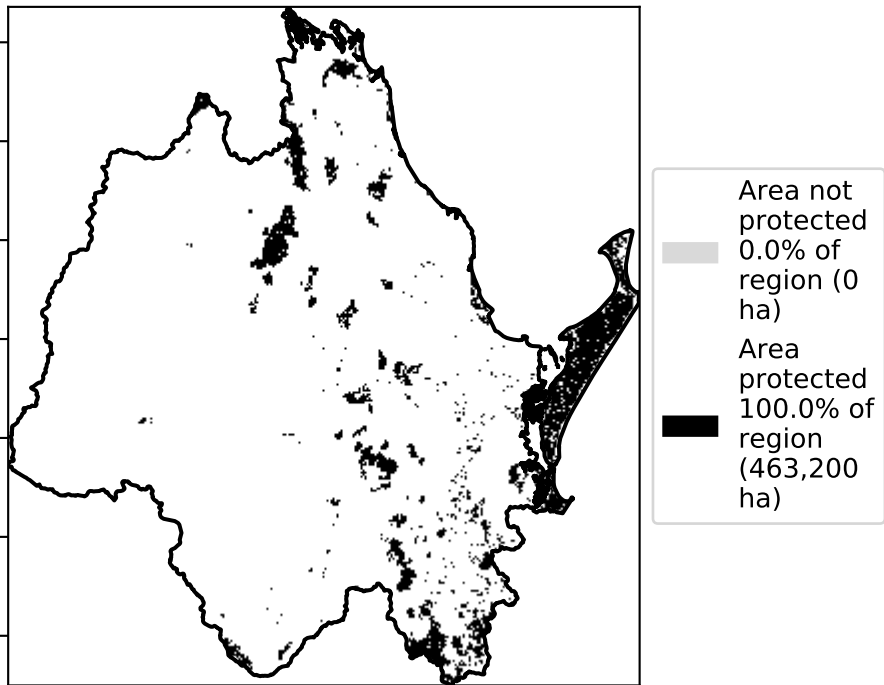 Area not
protected
0.0% of
region (0
ha)
Area
protected
100.0% of
region
(463,200
ha)